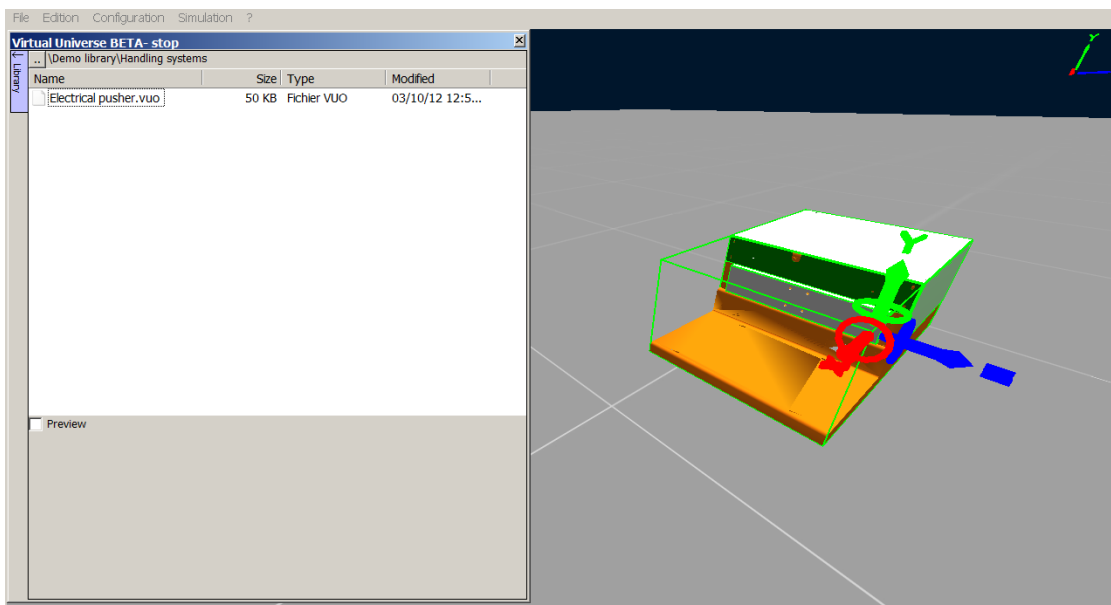 File Edition Configuration Simulation ?
Virtual Universe BETA- stop
.. \Demo library\Handling systems
Library
Name Size Type Modified
Electrical pusher.vuo 50 KB Fichier VUO 03/10/12 12:5...
Preview
Y
Y